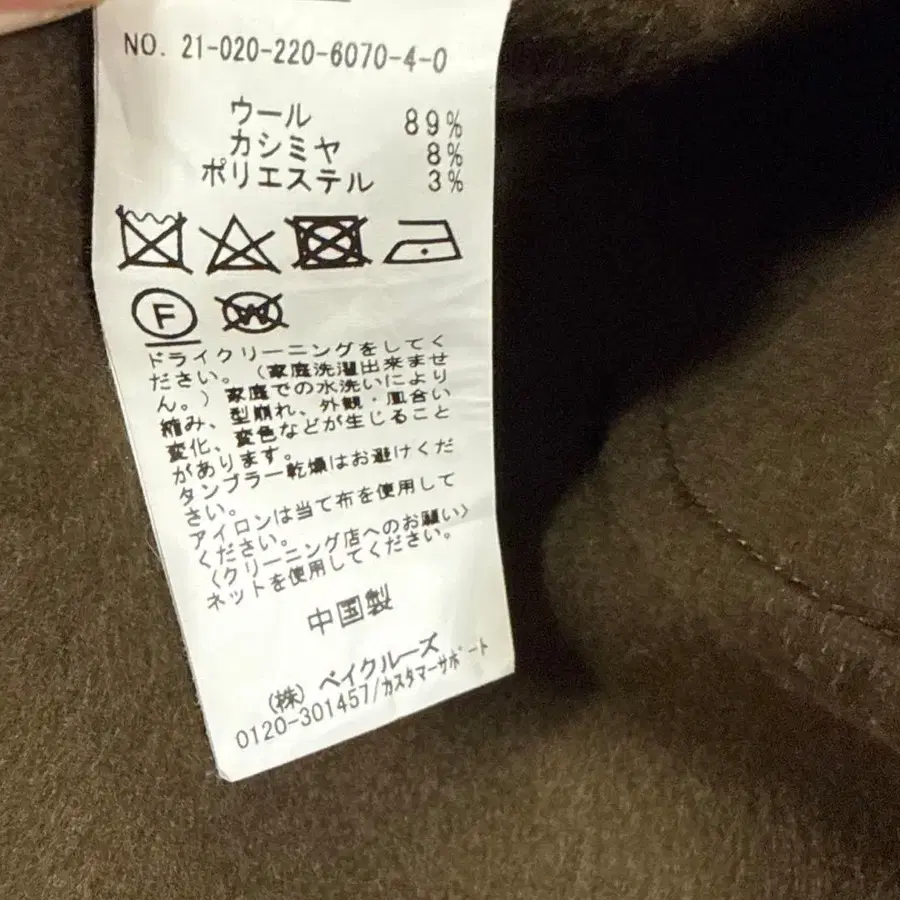 NO. 21-020-220-6070-4-0
ウール 89%
カシミヤ 8%
ポリエステル 3%
F
W
ドライクリーニングをしてく
ださい。(家庭洗濯出来ませ
ん。)家庭での水洗いにより
縮み、型崩れ、外観・風合い
変化、変色などが生じること
があります。
タンブラー乾燥はお避けくだ
さい。
アイロンは当て布を使用して
ください。
〈クリーニング店へのお願い〉
ネットを使用してください。
中国製
(株) ベイクルーズ
0120-301457/カスタマーサポート